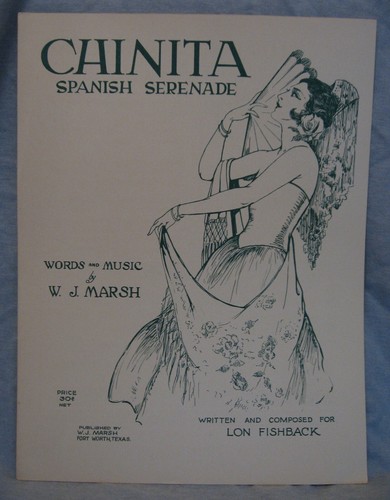 CHINITA
SPANISH SERENADE
WORDS AND MUSIC
by
W. J. MARSH
PRICE
30¢
NET
PUBLISHED BY
W. J. MARSH
FORT WORTH, TEXAS.
WRITTEN AND COMPOSED FOR
LON FISHBACK